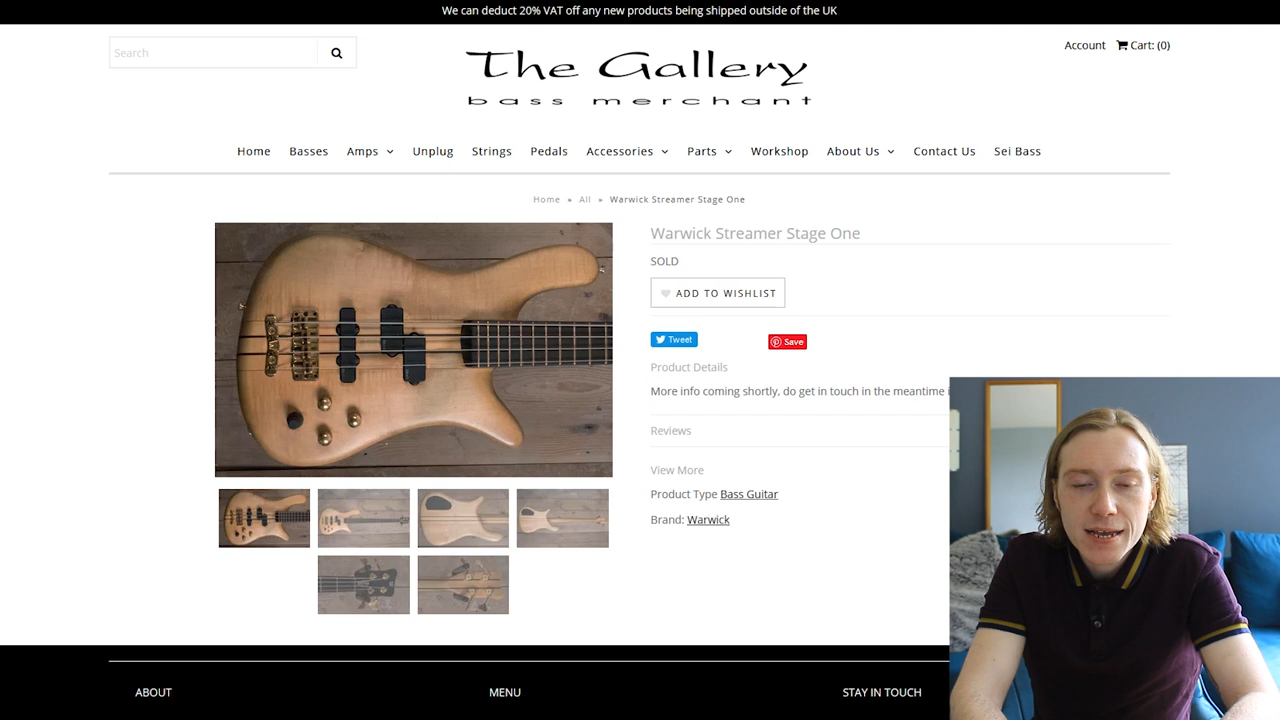 We can deduct 20% VAT off any new products being shipped outside of the UK
Search
Account Cart: (0)
The Gallery
bass merchant
Home Basses Amps Unplug Strings Pedals Accessories Parts Workshop About Us Contact Us Sei Bass
Home » All » Warwick Streamer Stage One
Warwick Streamer Stage One
SOLD
ADD TO WISHLIST
Tweet Save
Product Details
More info coming shortly, do get in touch in the meantime
Reviews
View More
Product Type Bass Guitar
Brand: Warwick
ABOUT MENU STAY IN TOUCH